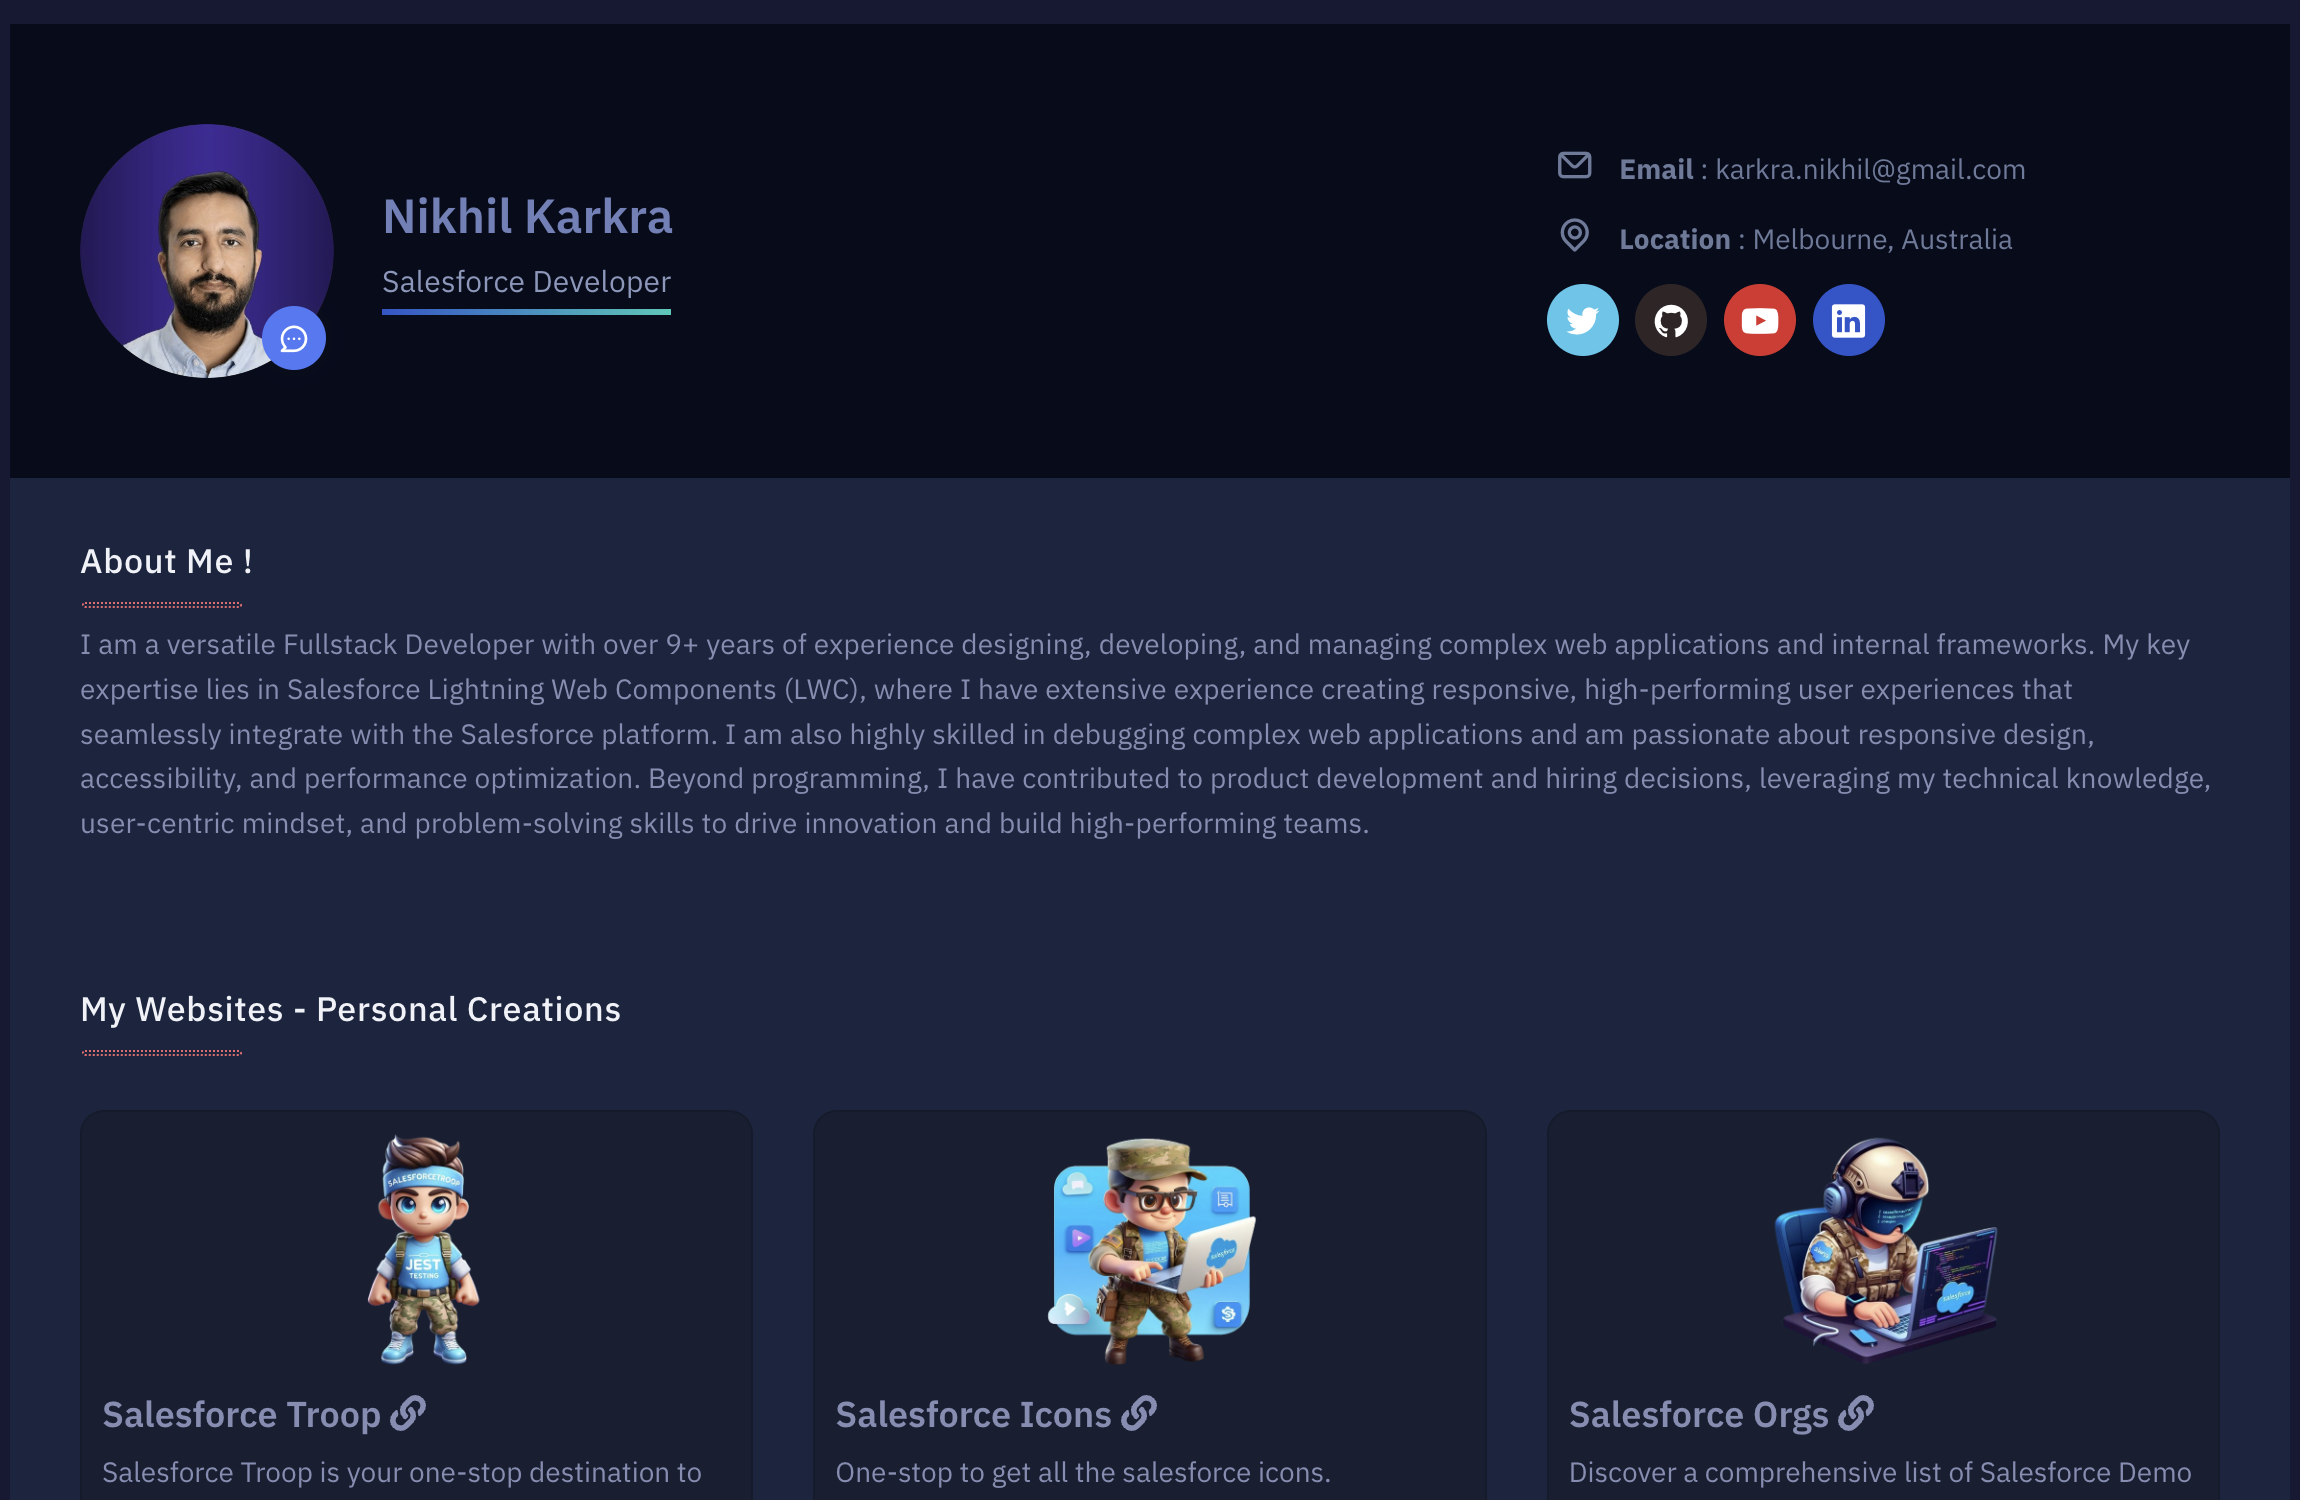 Nikhil Karkra
Salesforce Developer
Email : karkra.nikhil@gmail.com
Location : Melbourne, Australia
About Me !
I am a versatile Fullstack Developer with over 9+ years of experience designing, developing, and managing complex web applications and internal frameworks. My key
expertise lies in Salesforce Lightning Web Components (LWC), where I have extensive experience creating responsive, high-performing user experiences that
seamlessly integrate with the Salesforce platform. I am also highly skilled in debugging complex web applications and am passionate about responsive design,
accessibility, and performance optimization. Beyond programming, I have contributed to product development and hiring decisions, leveraging my technical knowledge,
user-centric mindset, and problem-solving skills to drive innovation and build high-performing teams.
My Websites - Personal Creations
SALESFORCETROOP
JEST
TESTING
salesforce
salesforce
Salesforce Troop
Salesforce Troop is your one-stop destination to
Salesforce Icons
One-stop to get all the salesforce icons.
Salesforce Orgs
Discover a comprehensive list of Salesforce Demo